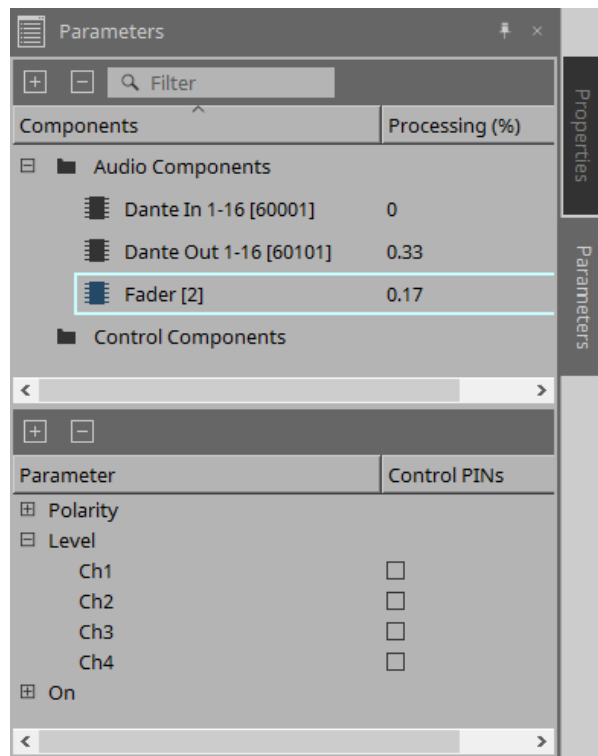 Parameters
Filter
Components Processing (%)
Audio Components
Dante In 1-16 [60001] 0
Dante Out 1-16 [60101] 0.33
Fader [2] 0.17
Control Components
Parameter Control PINs
Polarity
Level
Ch1
Ch2
Ch3
Ch4
On
Properties
Parameters